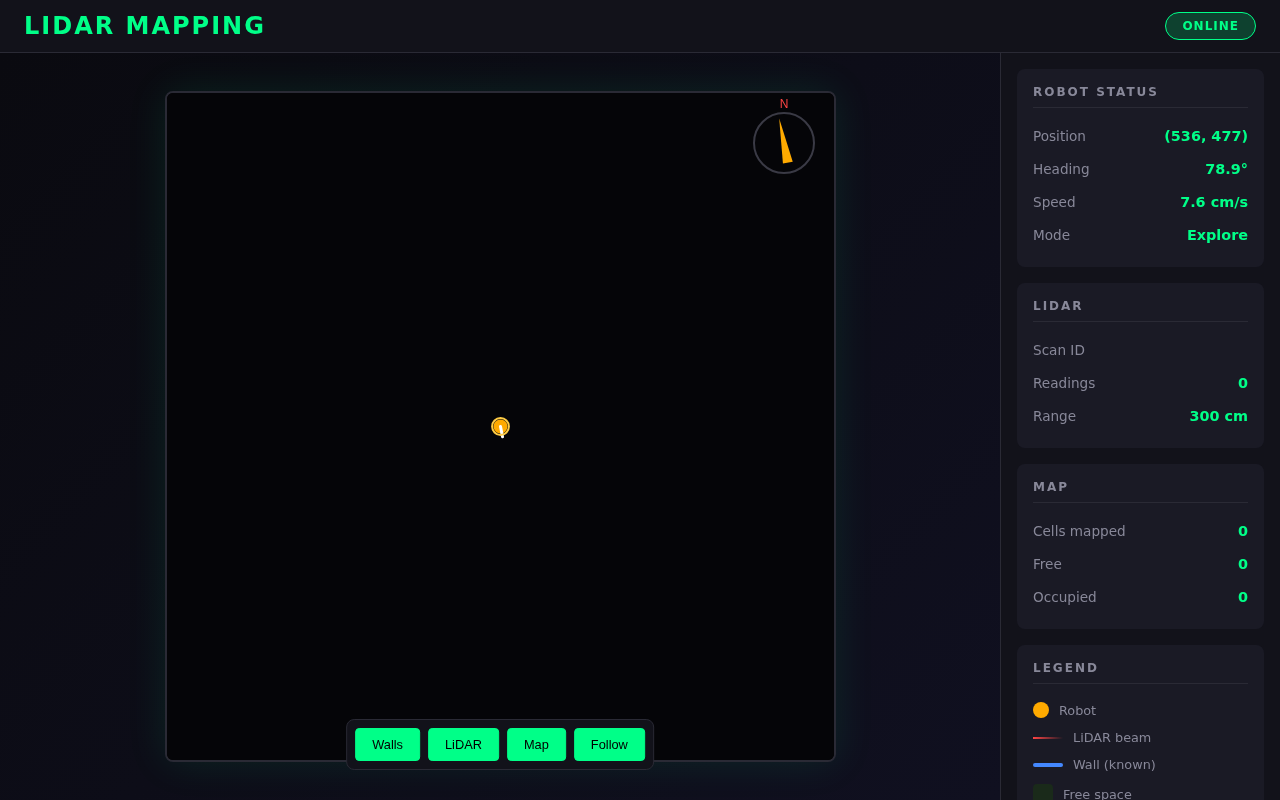 LIDAR MAPPING
ONLINE
N
Walls
LiDAR
Map
Follow
ROBOT STATUS
Position (536, 477)
Heading 78.9°
Speed 7.6 cm/s
Mode Explore
LIDAR
Scan ID
Readings 0
Range 300 cm
MAP
Cells mapped 0
Free 0
Occupied 0
LEGEND
Robot
LiDAR beam
Wall (known)
Free space